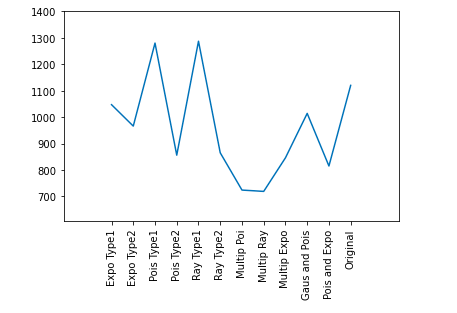 1400
1300
1200
1100
1000
900
800
700
Expo Type1
Expo Type2
Pois Type1
Pois Type2
Ray Type1
Ray Type2
Multip Poi
Multip Ray
Multip Expo
Gaus and Pois
Pois and Expo
Original